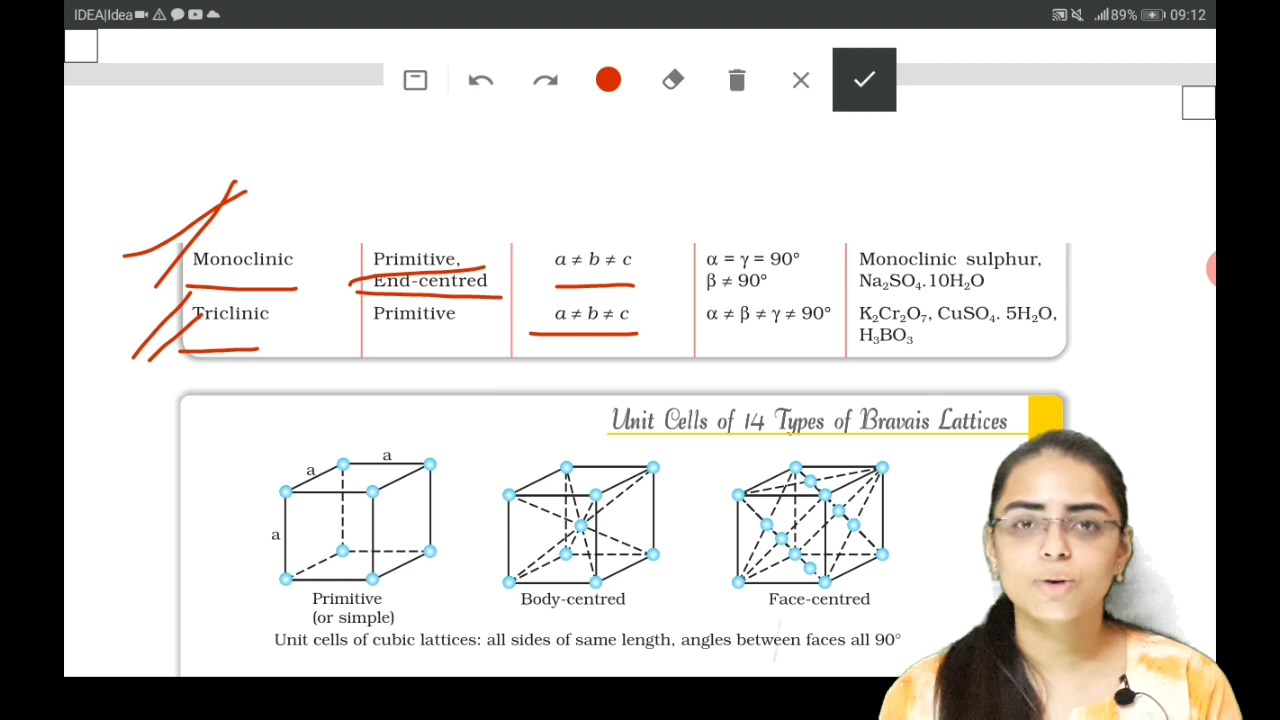 IDEA|Idea 89% 09:12
Monoclinic Primitive, a ≠ b ≠ c α = γ = 90° Monoclinic sulphur,
End-centred β ≠ 90° Na₂SO₄.10H₂O
Triclinic Primitive a ≠ b ≠ c α ≠ β ≠ γ ≠ 90° K₂Cr₂O₇, CuSO₄. 5H₂O,
H₃BO₃
Unit Cells of 14 Types of Bravais Lattices
a
a
a
Primitive Body-centred Face-centred
(or simple)
Unit cells of cubic lattices: all sides of same length, angles between faces all 90°